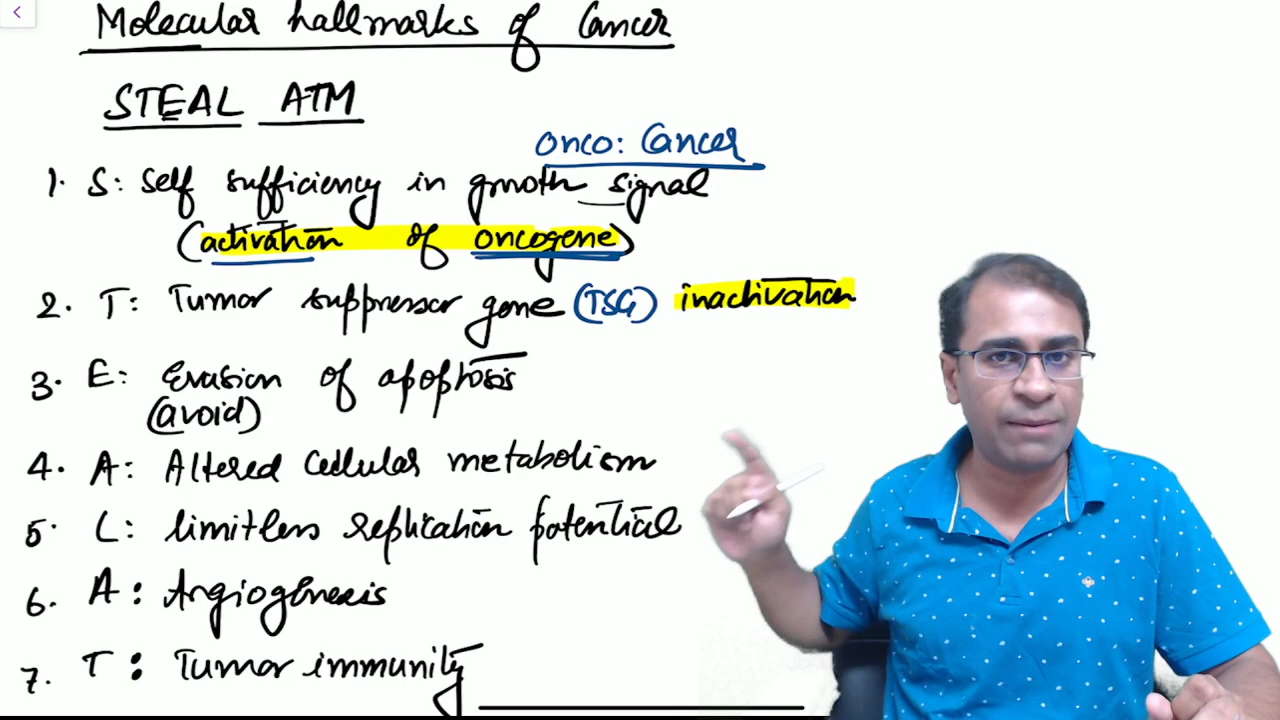 Molecular hallmarks of Cancer
STEAL ATM
Onco: Cancer
1. S: Self sufficiency in growth signal
(activation of oncogene)
2. T: Tumor suppressor gene (TSG) inactivation
3. E: Evasion of apoptosis
(avoid)
4. A: Altered Cellular metabolism
5. L: limitless replication potential
6. A: Angiogenesis
7. T: Tumor immunity